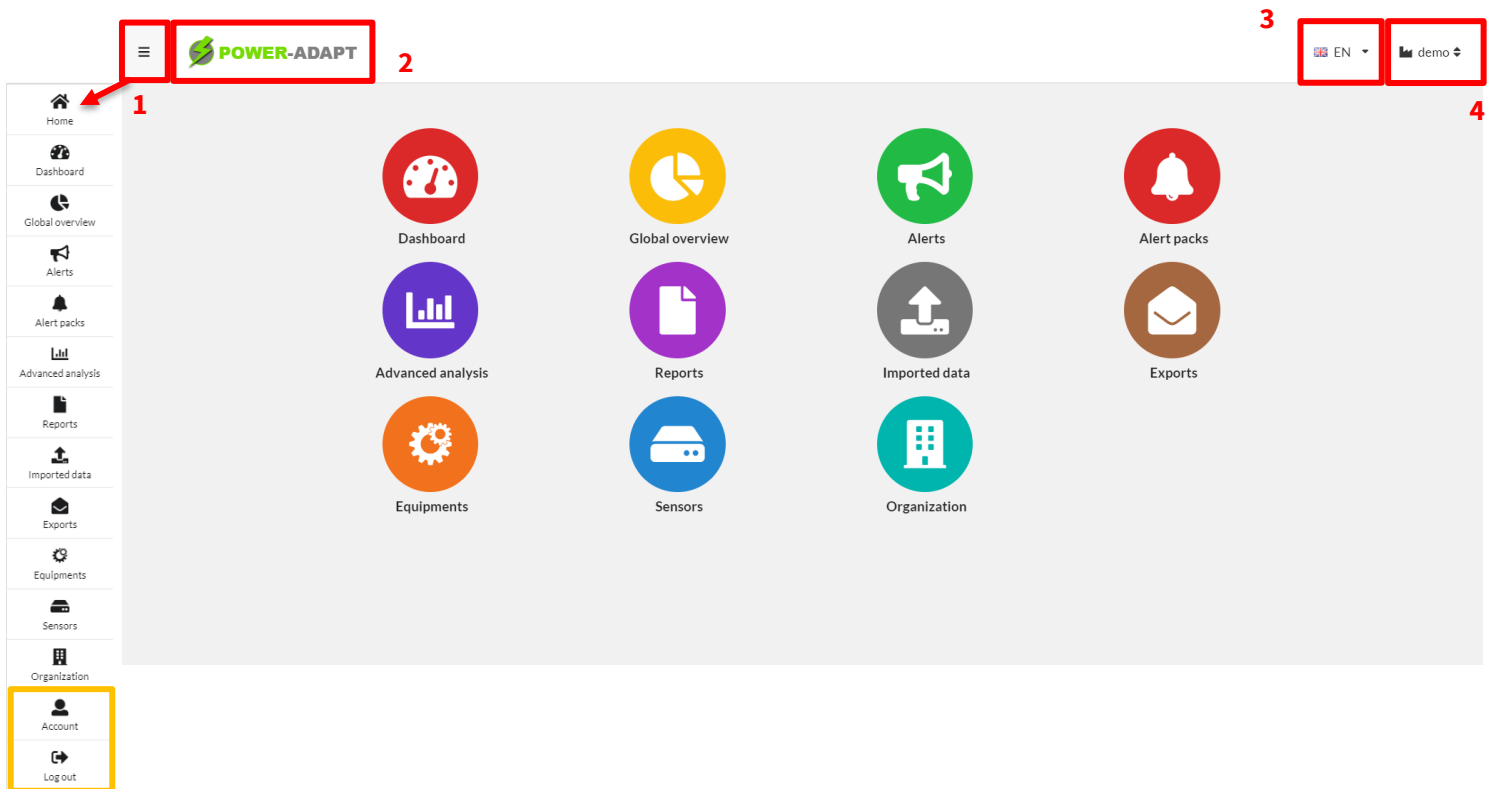 3
POWER-ADAPT
2
EN
demo
1
4
Home
Dashboard
Global overview
Alerts
Alert packs
Advanced analysis
Reports
Imported data
Exports
Equipments
Sensors
Organization
Account
Log out
Dashboard
Global overview
Alerts
Alert packs
Advanced analysis
Reports
Imported data
Exports
Equipments
Sensors
Organization